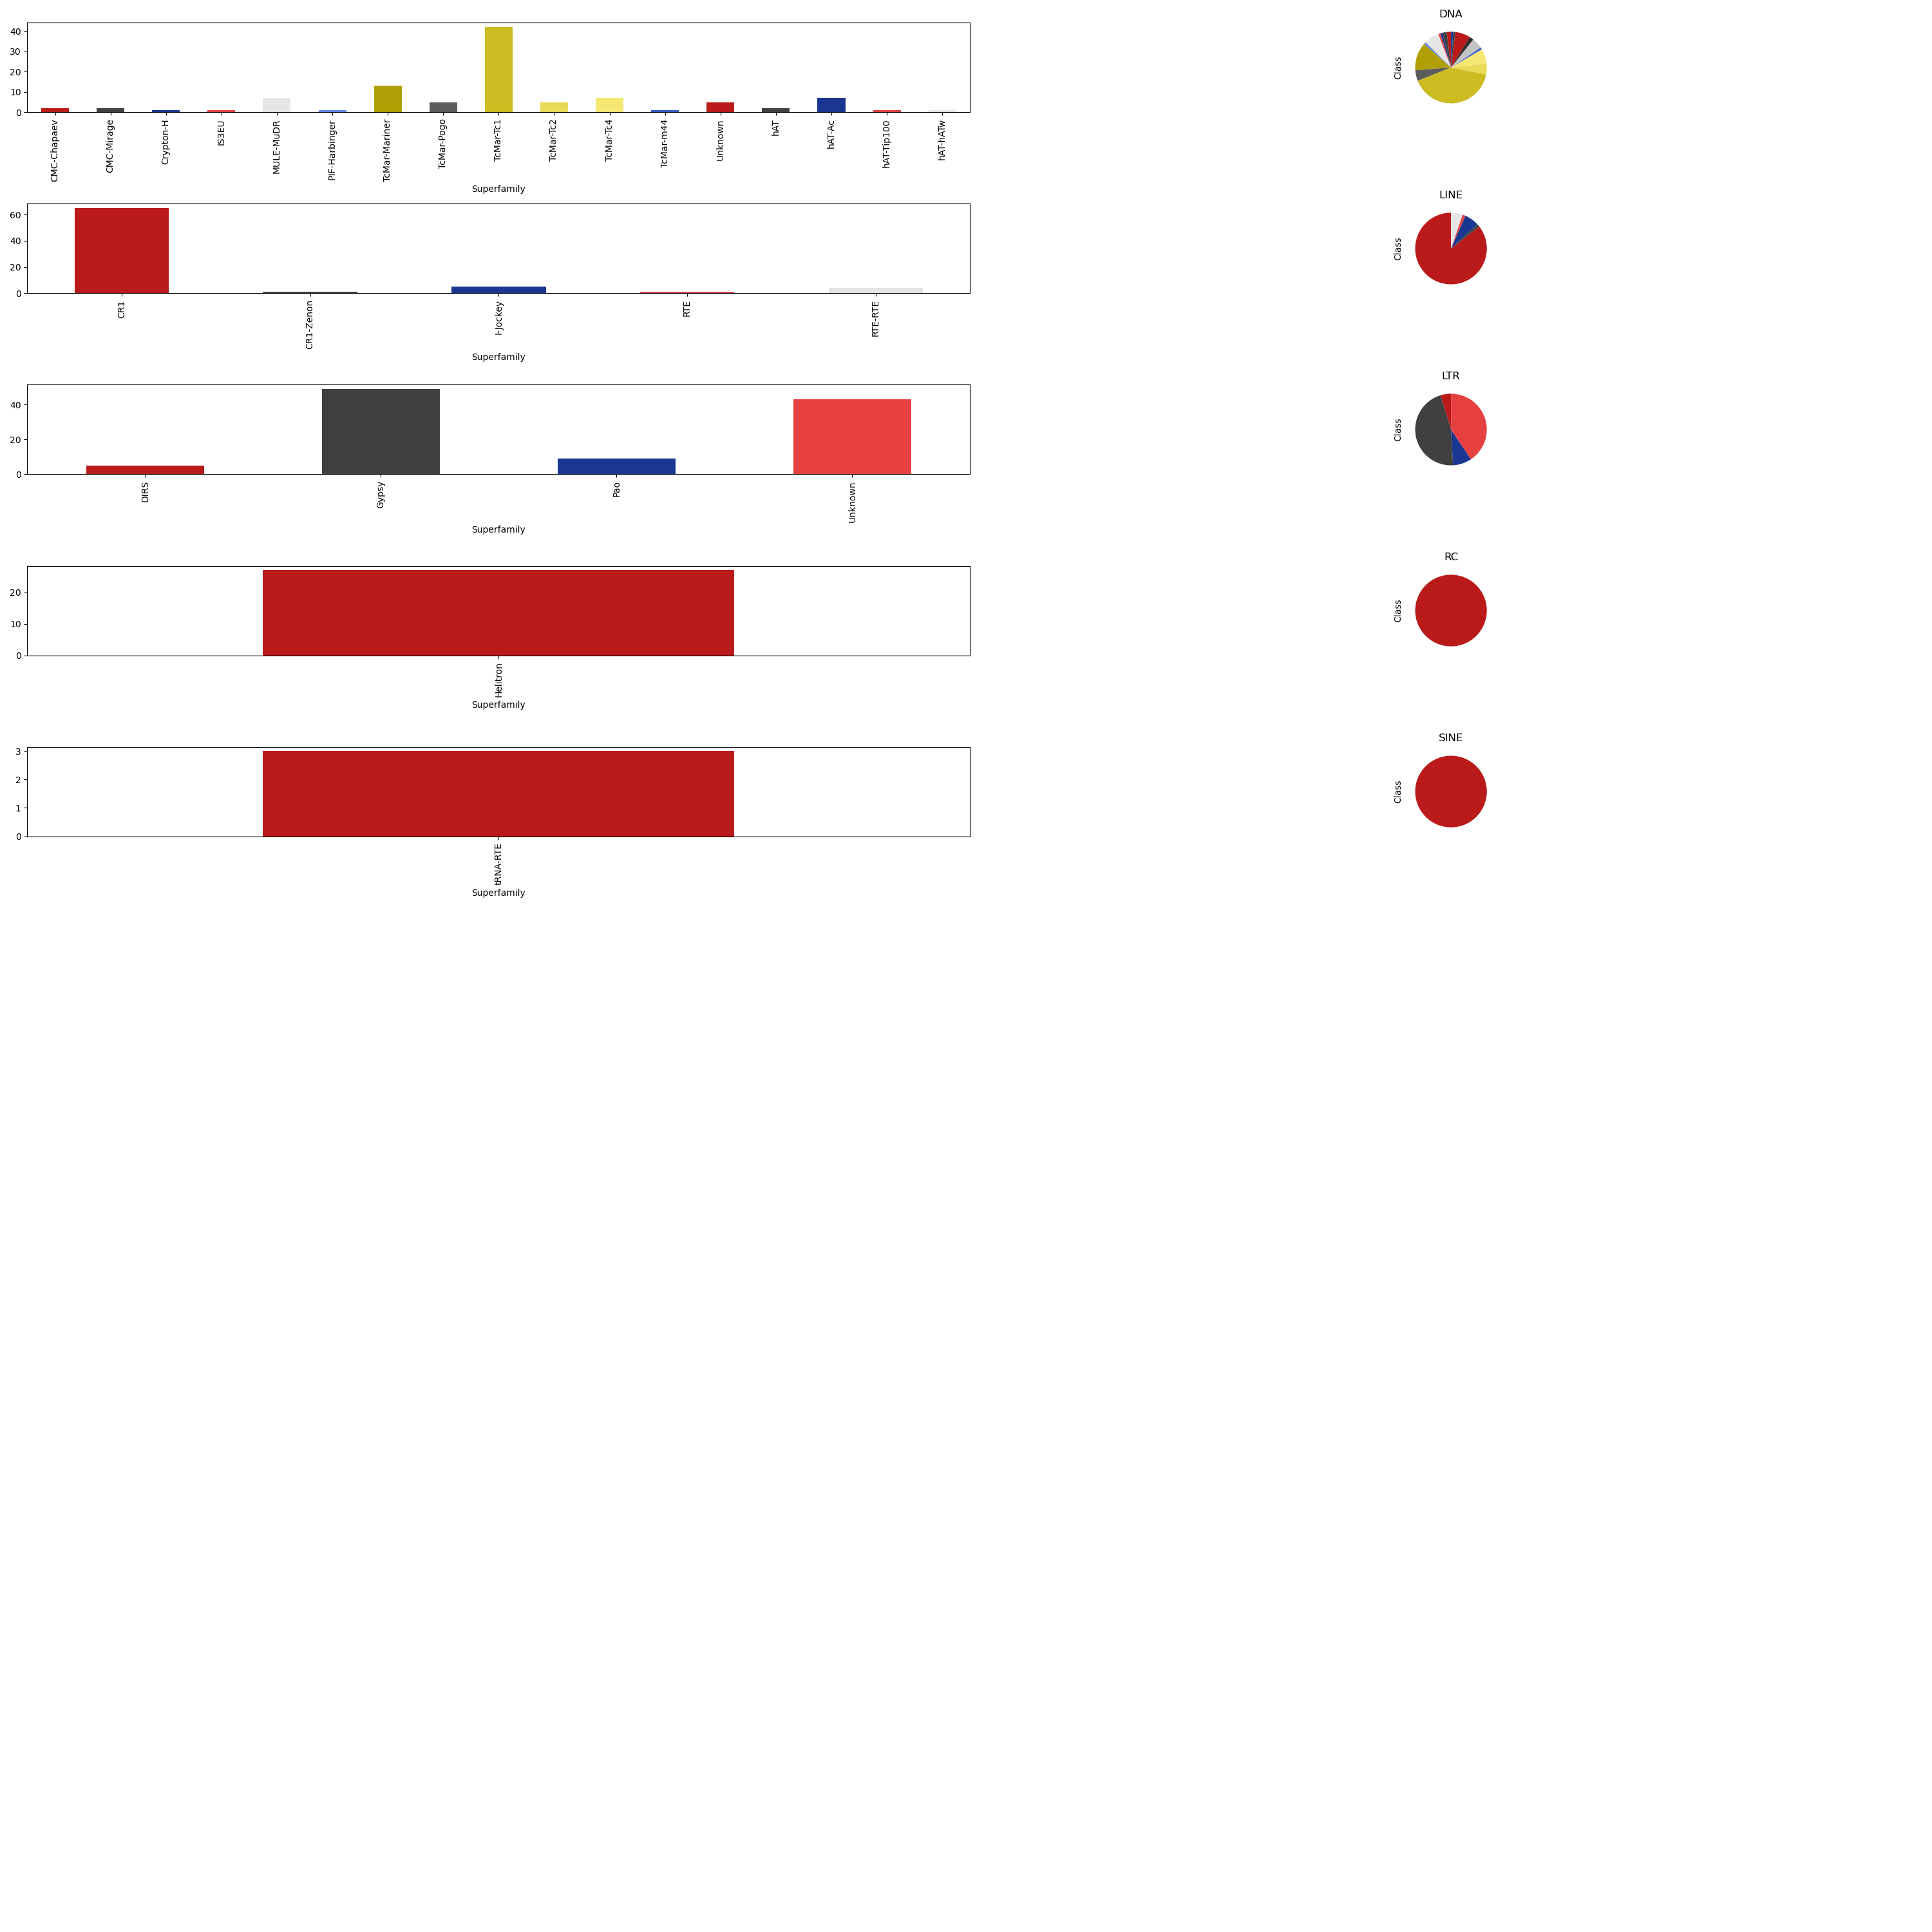 DNA
40
30
20
10
0
Class
CMC-Chapaev
CMC-Mirage
Crypton-H
IS3EU
MULE-MuDR
PIF-Harbinger
TcMar-Mariner
TcMar-Pogo
TcMar-Tc1
TcMar-Tc2
TcMar-Tc4
TcMar-m44
Unknown
hAT
hAT-Ac
hAT-Tip100
hAT-hATw
Superfamily
LINE
60
40
20
0
Class
CR1
CR1-Zenon
I-Jockey
RTE
RTE-RTE
Superfamily
LTR
40
20
0
Class
DIRS
Gypsy
Pao
Unknown
Superfamily
RC
20
10
0
Class
Helitron
Superfamily
SINE
3
2
1
0
Class
tRNA-RTE
Superfamily